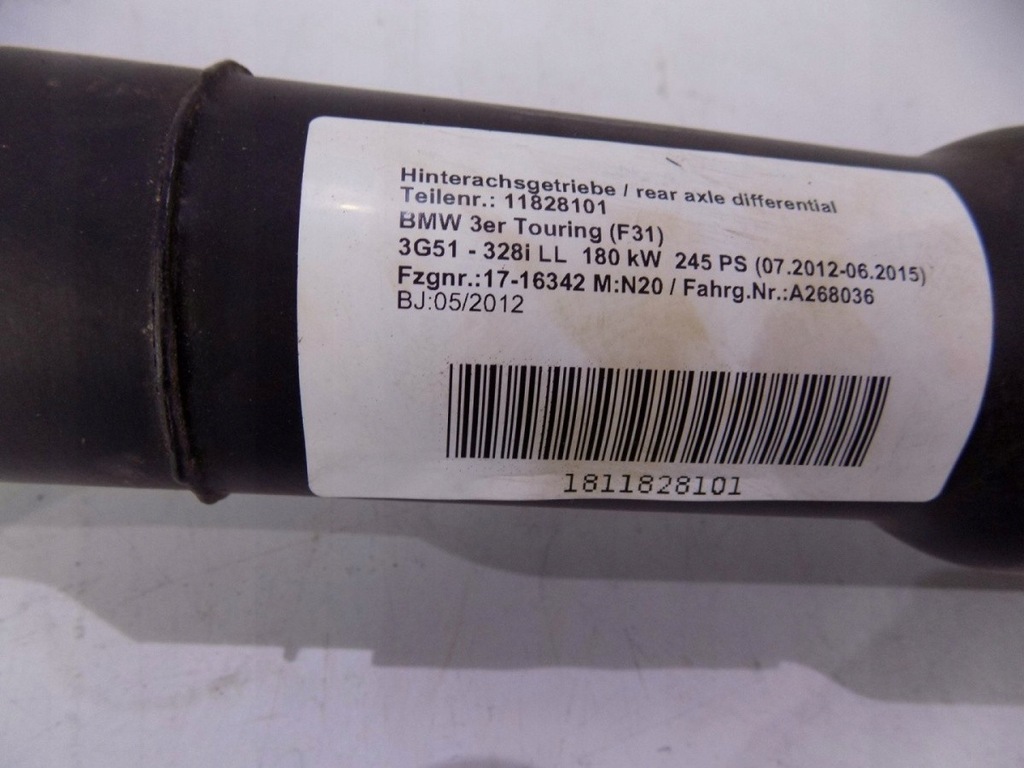 Hinterachsgetriebe / rear axle differential
Teilenr.: 11828101
BMW 3er Touring (F31)
3G51 - 328i LL 180 kW 245 PS (07.2012-06.2015)
Fzgnr.:17-16342 M:N20 / Fahrg.Nr.:A268036
BJ:05/2012
1811828101